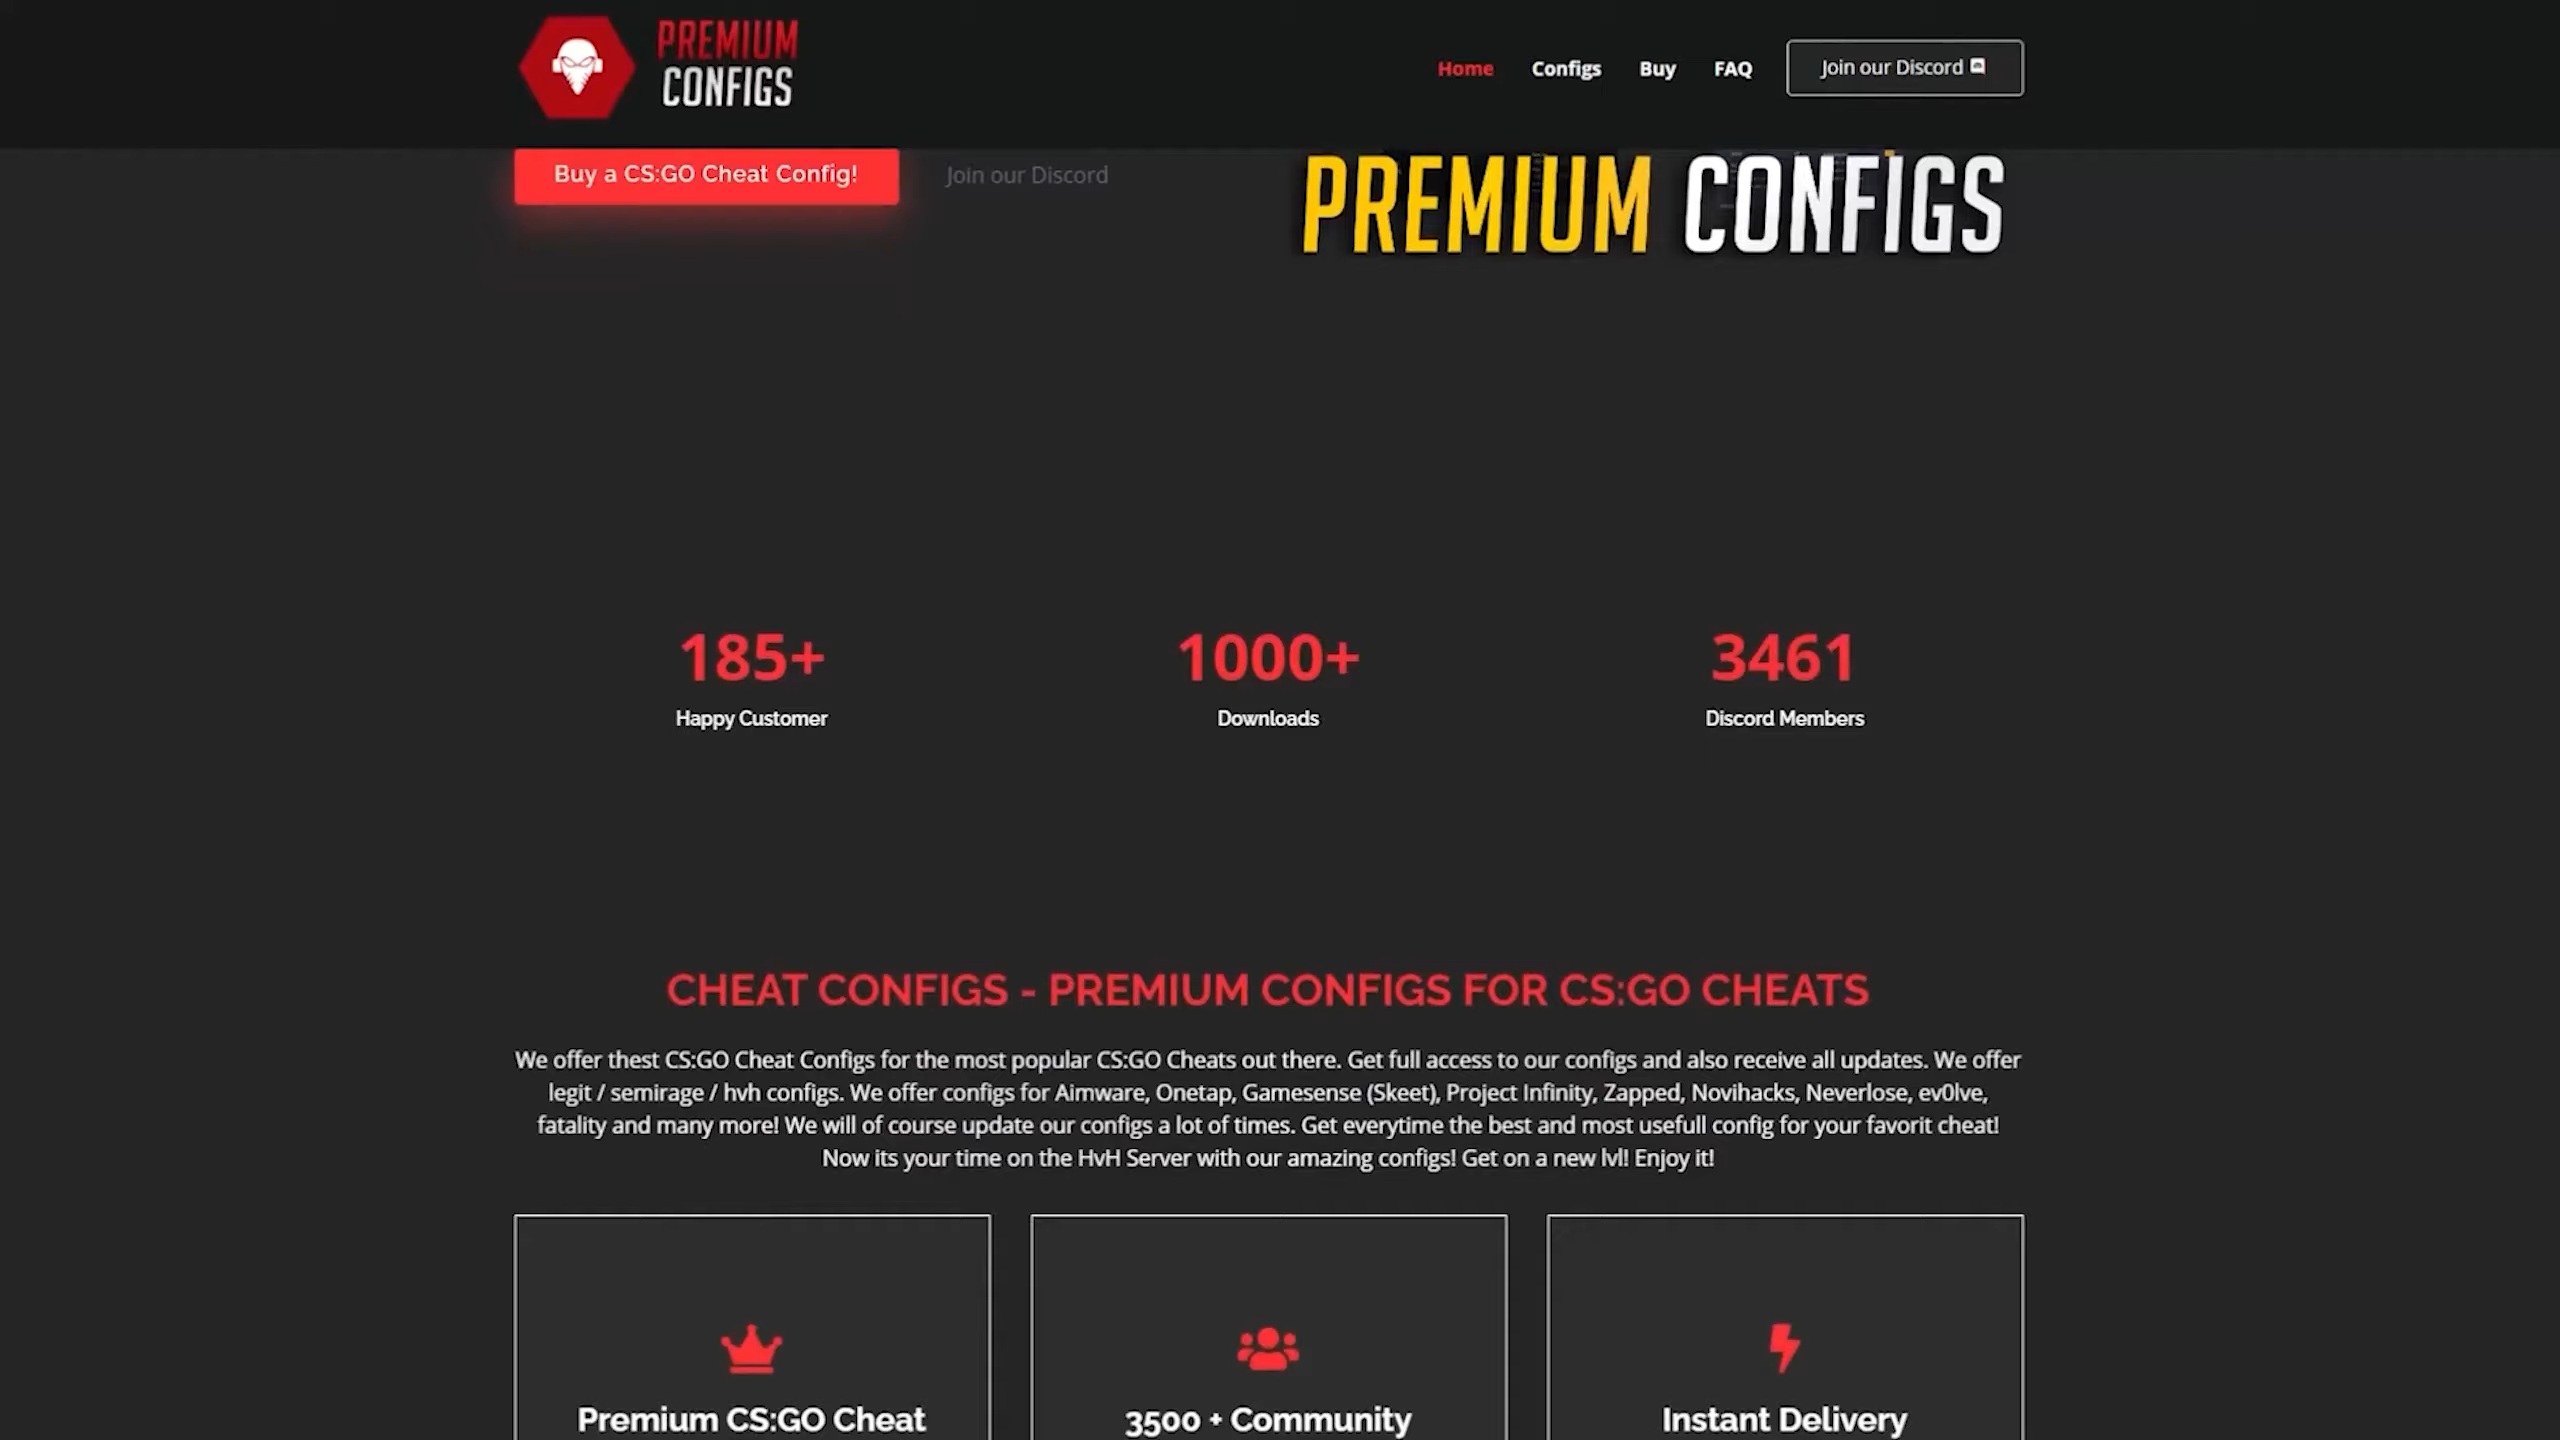 PREMIUM
CONFIGS
Home
Configs
Buy
FAQ
Join our Discord
Buy a CS:GO Cheat Config!
Join our Discord
PREMIUM CONFIGS
185+
Happy Customer
1000+
Downloads
3461
Discord Members
CHEAT CONFIGS - PREMIUM CONFIGS FOR CS:GO CHEATS
We offer thest CS:GO Cheat Configs for the most popular CS:GO Cheats out there. Get full access to our configs and also receive all updates. We offer
legit / semirage / hvh configs. We offer configs for Aimware, Onetap, Gamesense (Skeet), Project Infinity, Zapped, Novihacks, Neverlose, ev0lve,
fatality and many more! We will of course update our configs a lot of times. Get everytime the best and most usefull config for your favorit cheat!
Now its your time on the HvH Server with our amazing configs! Get on a new lvl! Enjoy it!
Premium CS:GO Cheat
3500 + Community
Instant Delivery